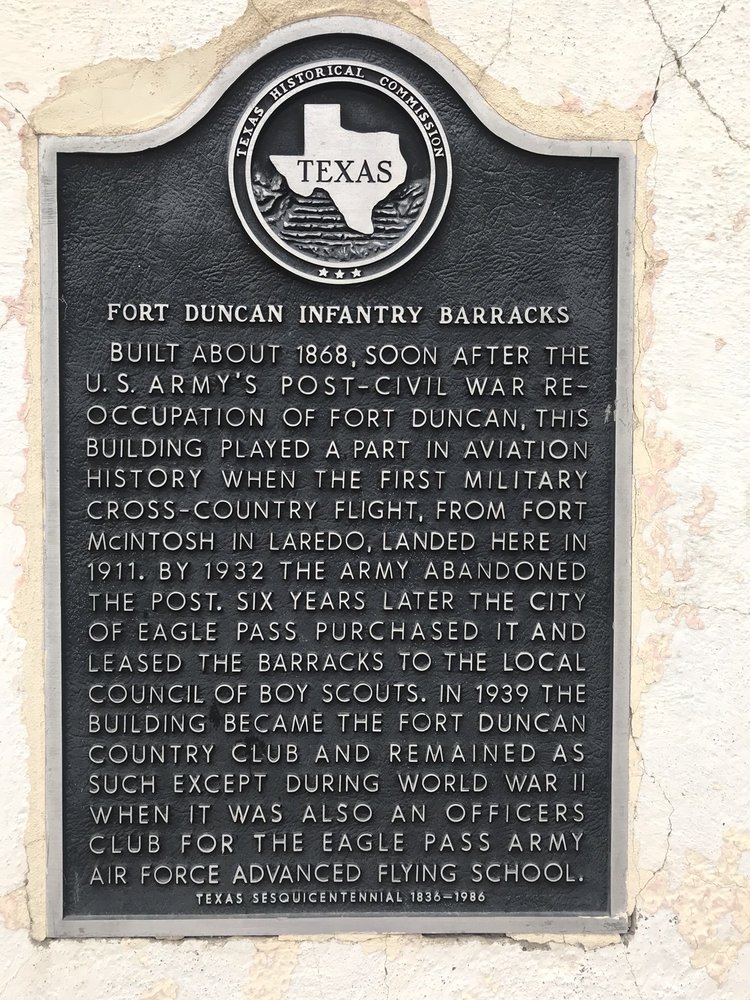 TEXAS HISTORICAL COMMISSION
TEXAS
FORT DUNCAN INFANTRY BARRACKS
BUILT ABOUT 1868, SOON AFTER THE
U.S. ARMY'S POST-CIVIL WAR RE-
OCCUPATION OF FORT DUNCAN, THIS
BUILDING PLAYED A PART IN AVIATION
HISTORY WHEN THE FIRST MILITARY
CROSS-COUNTRY FLIGHT, FROM FORT
McINTOSH IN LAREDO, LANDED HERE IN
1911. BY 1932 THE ARMY ABANDONED
THE POST. SIX YEARS LATER THE CITY
OF EAGLE PASS PURCHASED IT AND
LEASED THE BARRACKS TO THE LOCAL
COUNCIL OF BOY SCOUTS. IN 1939 THE
BUILDING BECAME THE FORT DUNCAN
COUNTRY CLUB AND REMAINED AS
SUCH EXCEPT DURING WORLD WAR II
WHEN IT WAS ALSO AN OFFICERS
CLUB FOR THE EAGLE PASS ARMY
AIR FORCE ADVANCED FLYING SCHOOL.
TEXAS SESQUICENTENNIAL 1836-1986